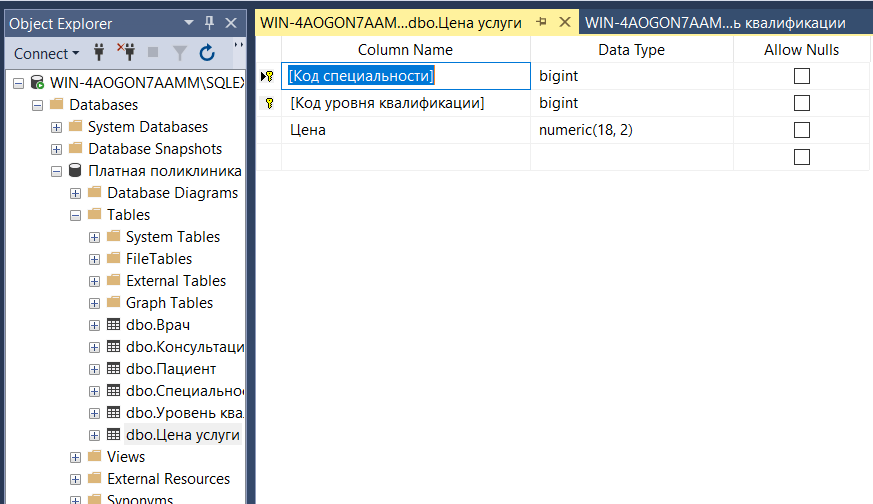 Object Explorer
Connect
WIN-4AOGON7AAMM\SQLEX
Databases
System Databases
Database Snapshots
Платная поликлиника
Database Diagrams
Tables
System Tables
FileTables
External Tables
Graph Tables
dbo.Врач
dbo.Консультаци
dbo.Пациент
dbo.Специальнос
dbo.Уровень ква
dbo.Цена услуги
Views
External Resources
Synonyms
WIN-4AOGON7AAM...dbo.Цена услуги
WIN-4AOGON7AAM...ь квалификации
Column Name Data Type Allow Nulls
[Код специальности] bigint
[Код уровня квалификации] bigint
Цена numeric(18, 2)